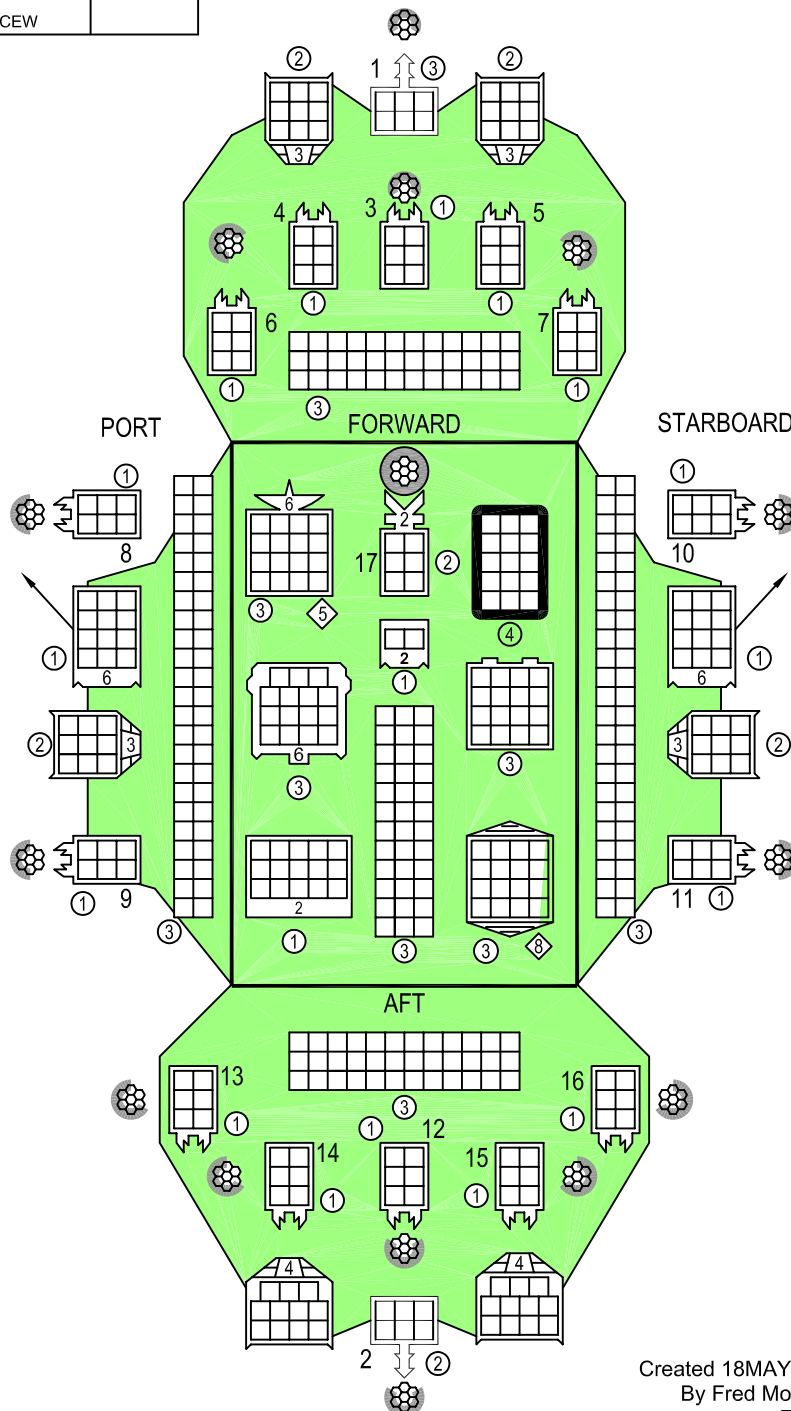 CEW
2 1 3 2
3 3
4 3 1 5
1 1
6 7
1 1
3
PORT FORWARD STARBOARD
1 1
6 2
8 17 2 10
3 5 4
1 2 1
6 1 6
2 3 3 2
6 3
3
1 9 2 11 1
3 1 3 3 8 3
AFT
13 16
3
1 1 12 1
14 15
1 1
4 4
2 2
Created 18MAY
By Fred Mo